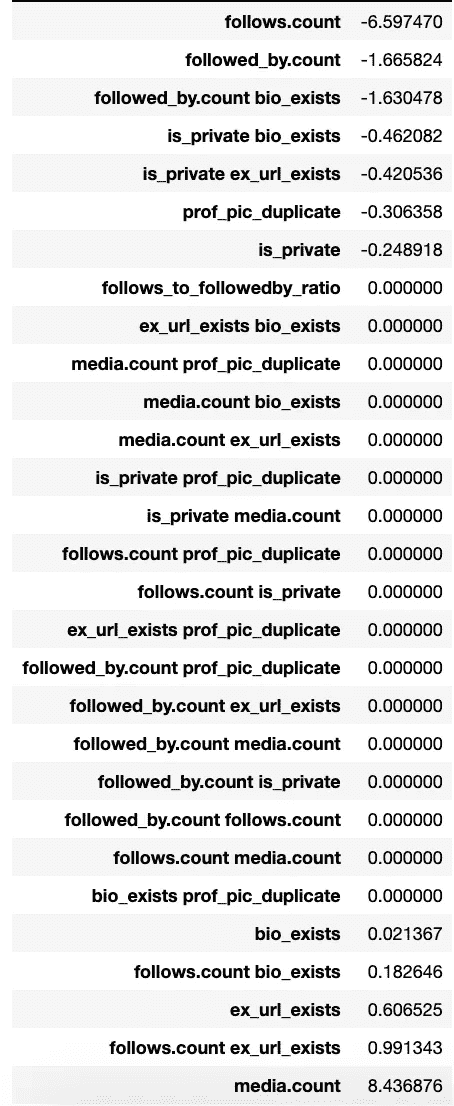 follows.count -6.597470
followed_by.count -1.665824
followed_by.count bio_exists -1.630478
is_private bio_exists -0.462082
is_private ex_url_exists -0.420536
prof_pic_duplicate -0.306358
is_private -0.248918
follows_to_followedby_ratio 0.000000
ex_url_exists bio_exists 0.000000
media.count prof_pic_duplicate 0.000000
media.count bio_exists 0.000000
media.count ex_url_exists 0.000000
is_private prof_pic_duplicate 0.000000
is_private media.count 0.000000
follows.count prof_pic_duplicate 0.000000
follows.count is_private 0.000000
ex_url_exists prof_pic_duplicate 0.000000
followed_by.count prof_pic_duplicate 0.000000
followed_by.count ex_url_exists 0.000000
followed_by.count media.count 0.000000
followed_by.count is_private 0.000000
followed_by.count follows.count 0.000000
follows.count media.count 0.000000
bio_exists prof_pic_duplicate 0.000000
bio_exists 0.021367
follows.count bio_exists 0.182646
ex_url_exists 0.606525
follows.count ex_url_exists 0.991343
media.count 8.436876